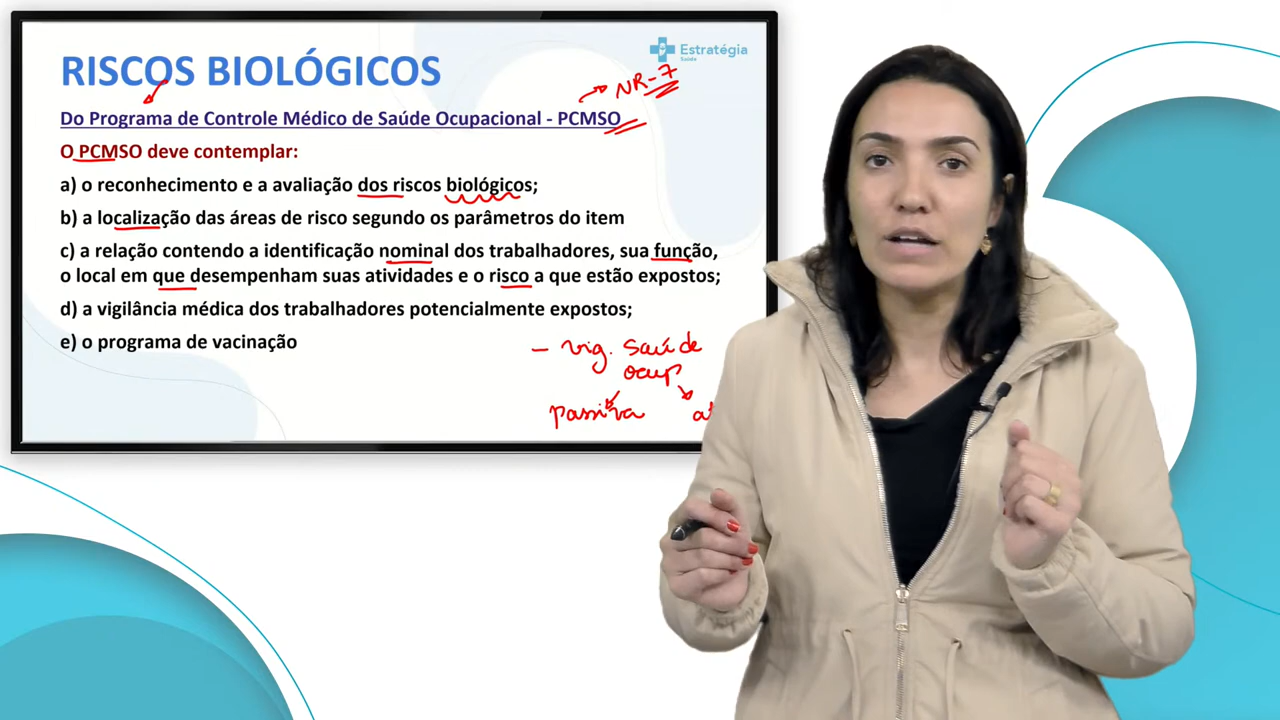 RISCOS BIOLÓGICOS
Estratégia
Saúde
NR-7
Do Programa de Controle Médico de Saúde Ocupacional - PCMSO
O PCMSO deve contemplar:
a) o reconhecimento e a avaliação dos riscos biológicos;
b) a localização das áreas de risco segundo os parâmetros do item
c) a relação contendo a identificação nominal dos trabalhadores, sua função,
o local em que desempenham suas atividades e o risco a que estão expostos;
d) a vigilância médica dos trabalhadores potencialmente expostos;
e) o programa de vacinação
- vig. saúde
ocup
passiva